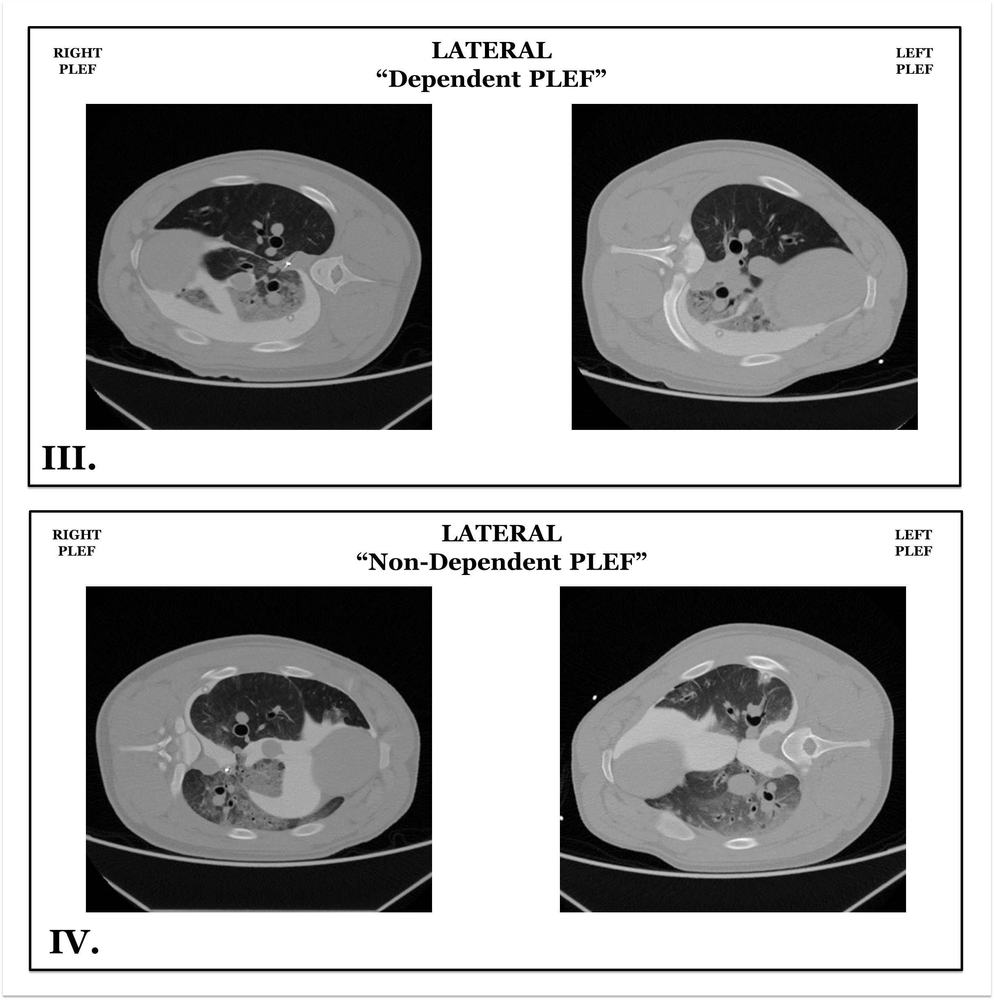 RIGHT
PLEF
LATERAL
“Dependent PLEF”
LEFT
PLEF
III.
RIGHT
PLEF
LATERAL
“Non-Dependent PLEF”
LEFT
PLEF
IV.